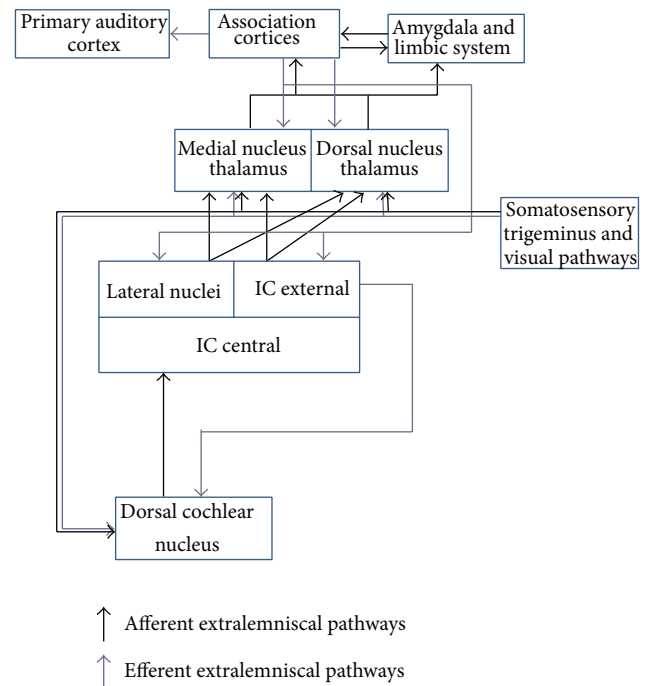 Primary auditory
cortex
Association
cortices
Amygdala and
limbic system
Medial nucleus
thalamus
Dorsal nucleus
thalamus
Somatosensory
trigeminus and
visual pathways
Lateral nuclei
IC external
IC central
Dorsal cochlear
nucleus
Afferent extralemniscal pathways
Efferent extralemniscal pathways